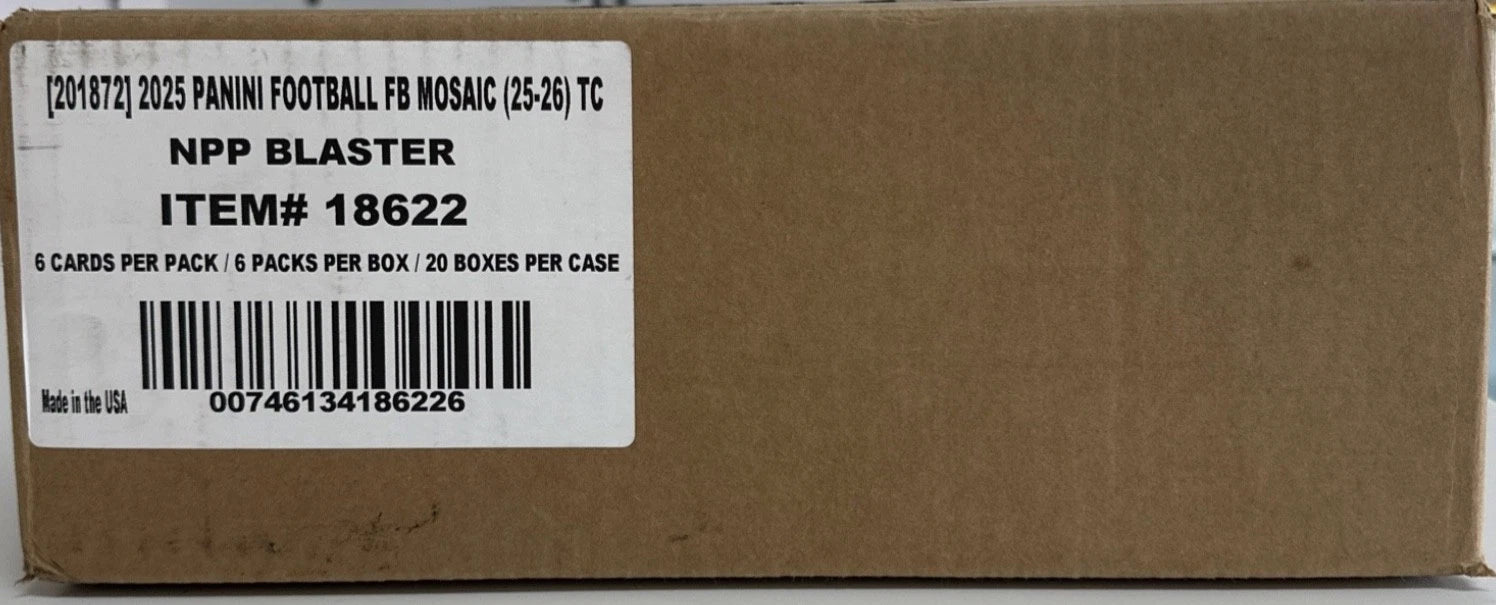 [201872] 2025 PANINI FOOTBALL FB MOSAIC (25-26) TC
NPP BLASTER
ITEM# 18622
6 CARDS PER PACK / 6 PACKS PER BOX / 20 BOXES PER CASE
Made in the USA
00746134186226